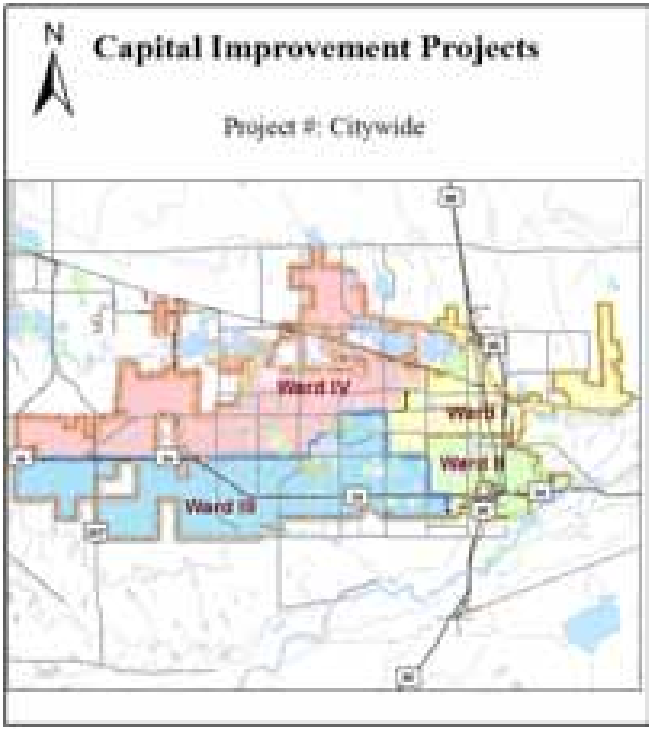 N
Capital Improvement Projects
Project #: Citywide
Ward IV
Ward I
Ward II
Ward III